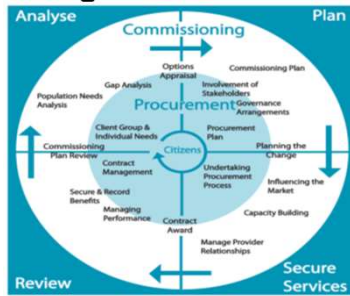 Analyse
Plan
Commissioning
Options
Appraisal
Commissioning Plan
Gap Analysis
Involvement of
Stakeholders
Population Needs
Analysis
Procurement
Governance
Arrangements
Client Group &
Individual Needs
Procurement
Plan
Commissioning
Plan Review
Citizens
Planning the
Change
Contract
Management
Undertaking
Procurement
Process
Influencing the
Market
Secure & Record
Benefits
Managing
Performance
Contract
Award
Capacity Building
Manage Provider
Relationships
Review
Secure
Services